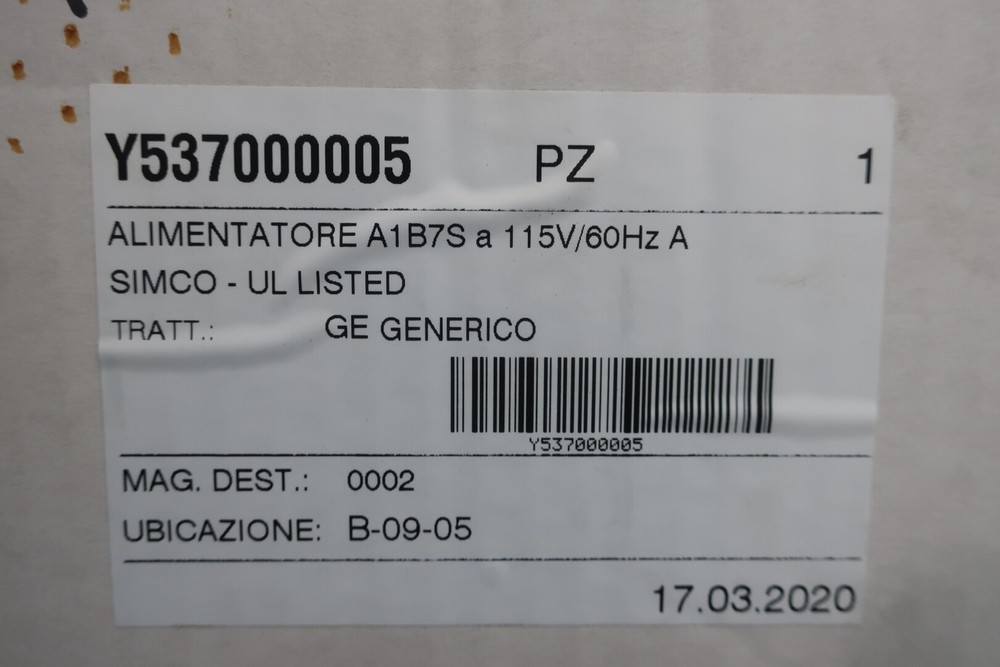 Y537000005 PZ 1
ALIMENTATORE A1B7S a 115V/60Hz A
SIMCO - UL LISTED
TRATT.: GE GENERICO
Y537000005
MAG. DEST.: 0002
UBICAZIONE: B-09-05
17.03.2020